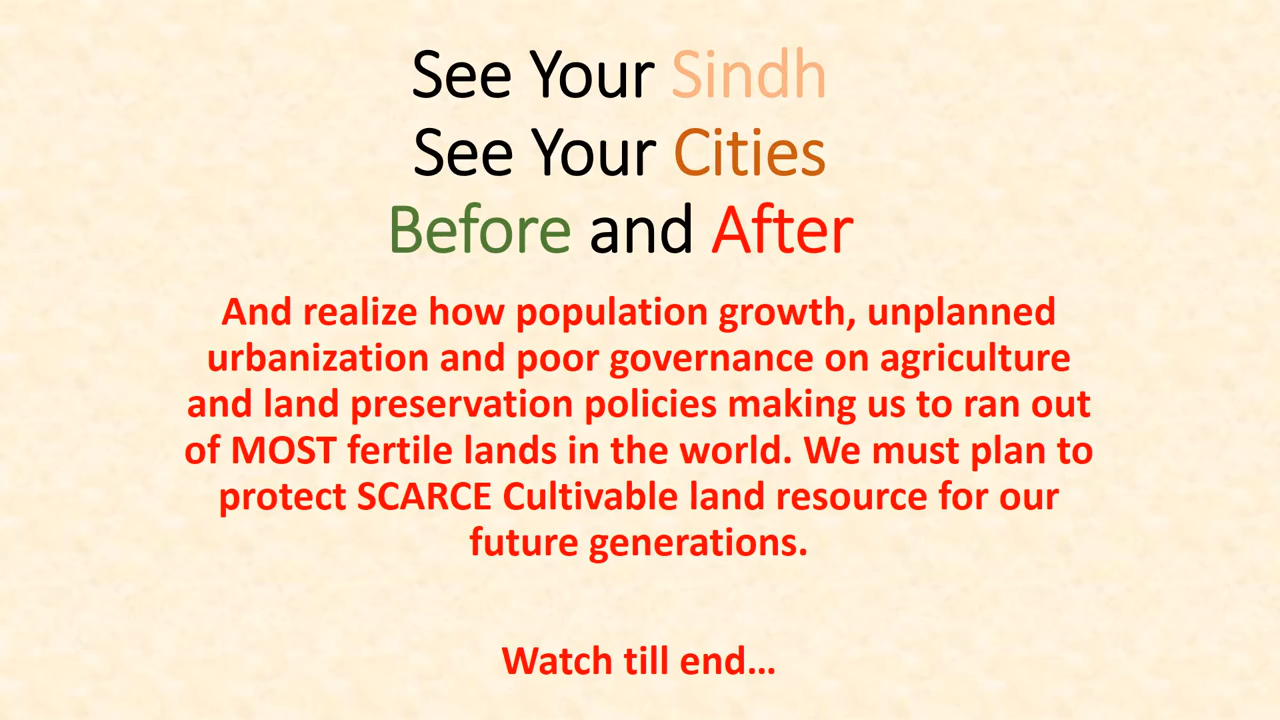 See Your Sindh
See Your Cities
Before and After
And realize how population growth, unplanned
urbanization and poor governance on agriculture
and land preservation policies making us to ran out
of MOST fertile lands in the world. We must plan to
protect SCARCE Cultivable land resource for our
future generations.
Watch till end...